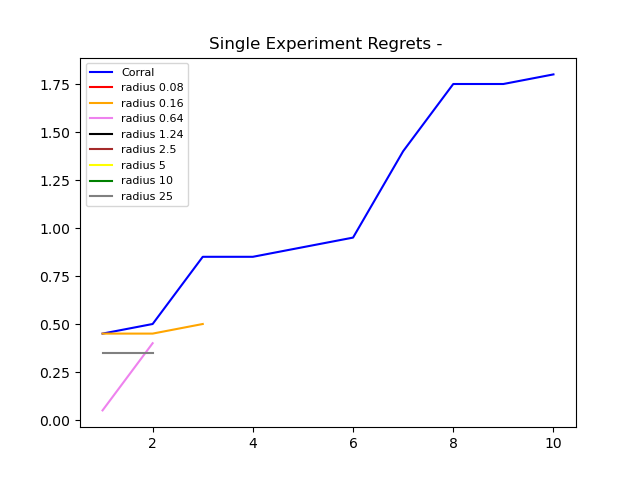 Single Experiment Regrets -
Corral
radius 0.08
radius 0.16
radius 0.64
radius 1.24
radius 2.5
radius 5
radius 10
radius 25
1.75
1.50
1.25
1.00
0.75
0.50
0.25
0.00
2 4 6 8 10